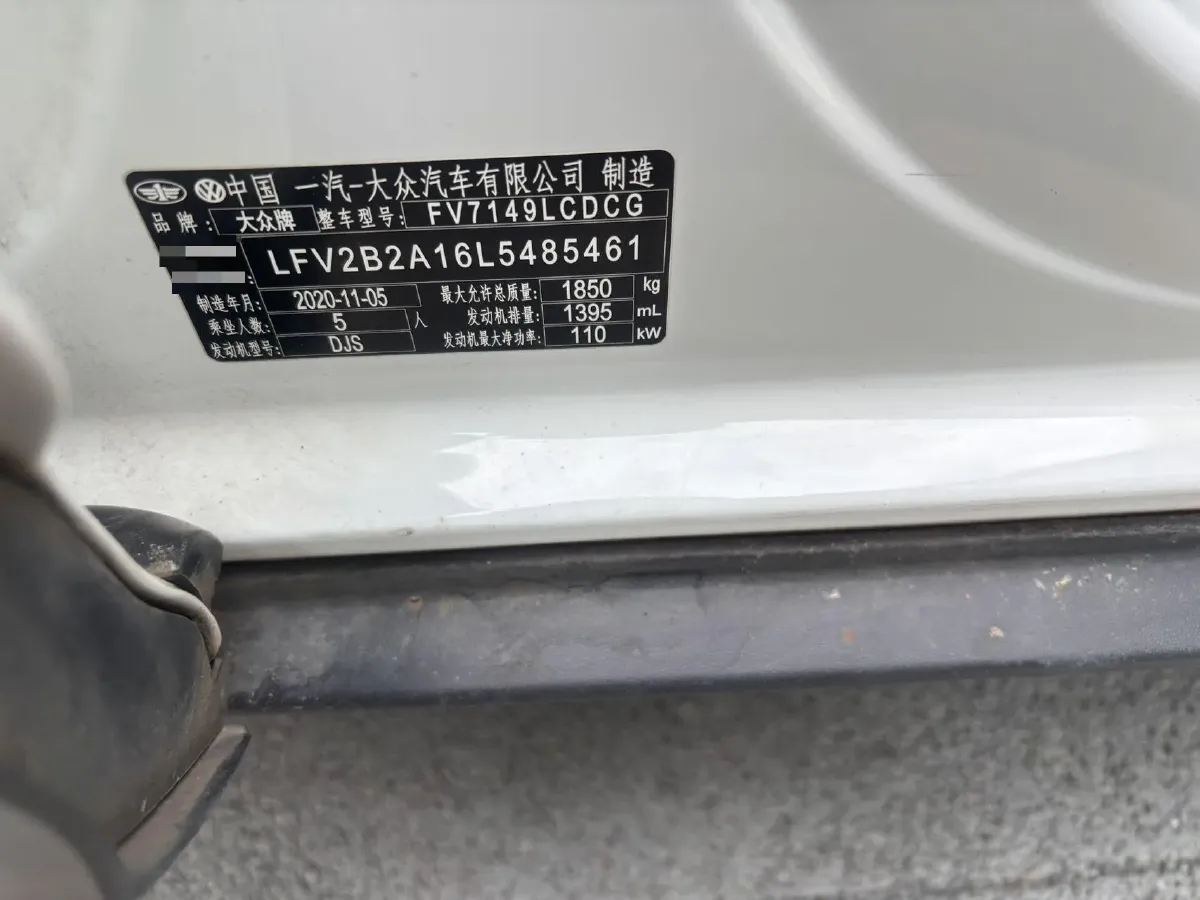 中国 一汽-大众汽车有限公司 制造
品牌: 大众牌 整车型号: FV7149LCDCG
LFV2B2A16L5485461
制造年月: 2020-11-05 最大允许总质量: 1850 kg
乘坐人数: 5 人 发动机排量: 1395 mL
发动机型号: DJS 发动机最大净功率: 110 kW